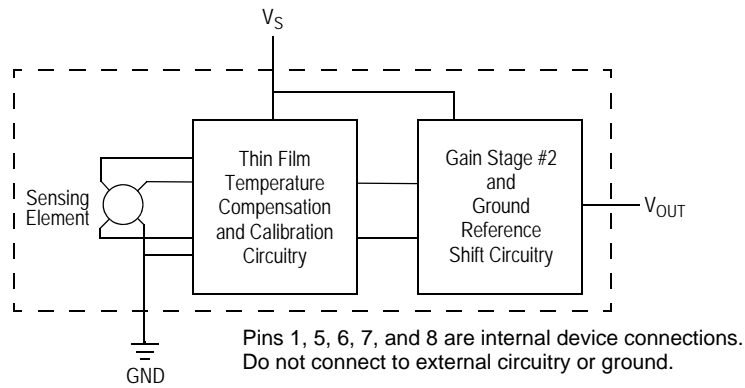 VS
Sensing
Element
Thin Film
Temperature
Compensation
and Calibration
Circuitry
Gain Stage #2
and
Ground
Reference
Shift Circuitry
VOUT
GND
Pins 1, 5, 6, 7, and 8 are internal device connections.
Do not connect to external circuitry or ground.